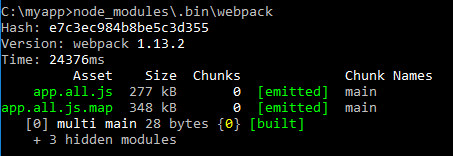 C:\myapp>node_modules\.bin\webpack
Hash: e7c3ec984b8be5c3d355
Version: webpack 1.13.2
Time: 24376ms
Asset Size Chunks Chunk Names
app.all.js 277 kB 0 [emitted] main
app.all.js.map 348 kB 0 [emitted] main
[0] multi main 28 bytes {0} [built]
+ 3 hidden modules